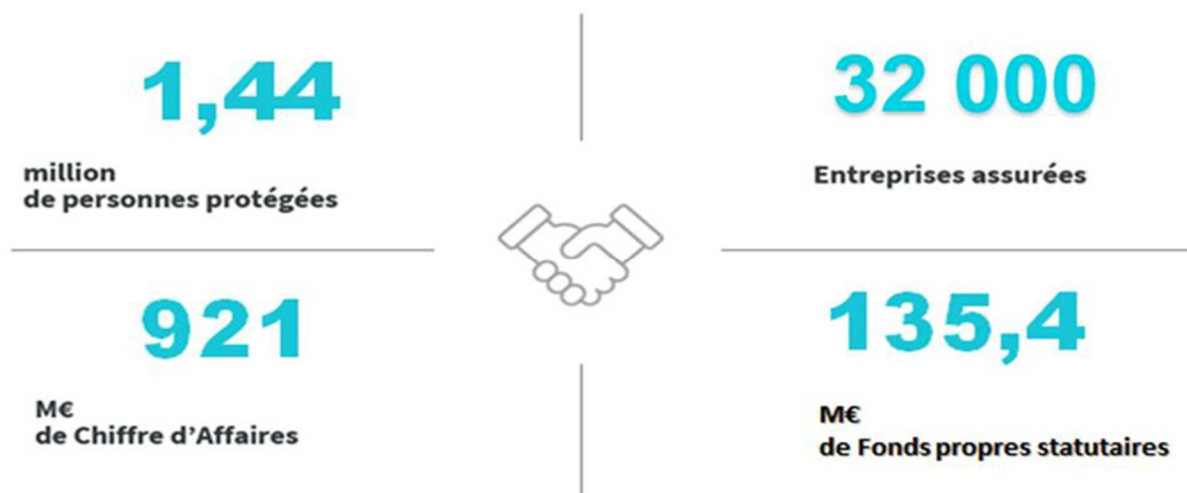 1,44
million
de personnes protégées
32 000
Entreprises assurées
921
M€
de Chiffre d’Affaires
135,4
M€
de Fonds propres statutaires